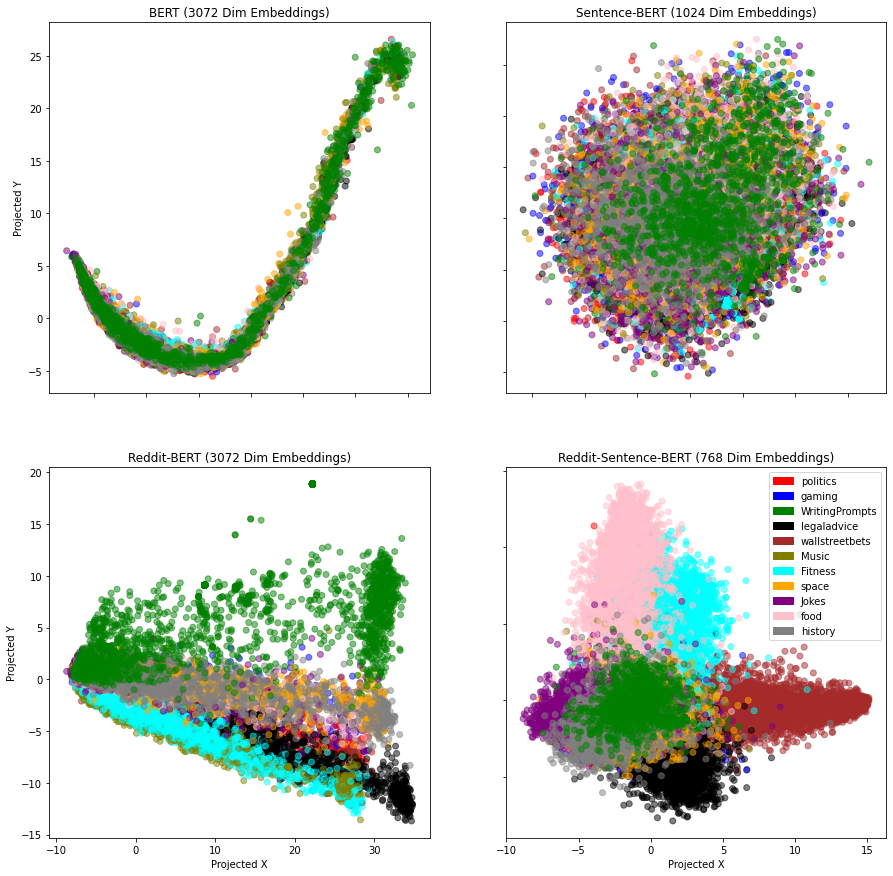 BERT (3072 Dim Embeddings)
25
20
15
10
5
0
−5
Projected Y
Sentence-BERT (1024 Dim Embeddings)
Reddit-BERT (3072 Dim Embeddings)
20
15
10
5
0
−5
−10
−15
Projected Y
−10
0
10
20
30
Projected X
Reddit-Sentence-BERT (768 Dim Embeddings)
politics
gaming
WritingPrompts
legaladvice
wallstreetbets
Music
Fitness
space
Jokes
food
history
−10
−5
0
5
10
15
Projected X